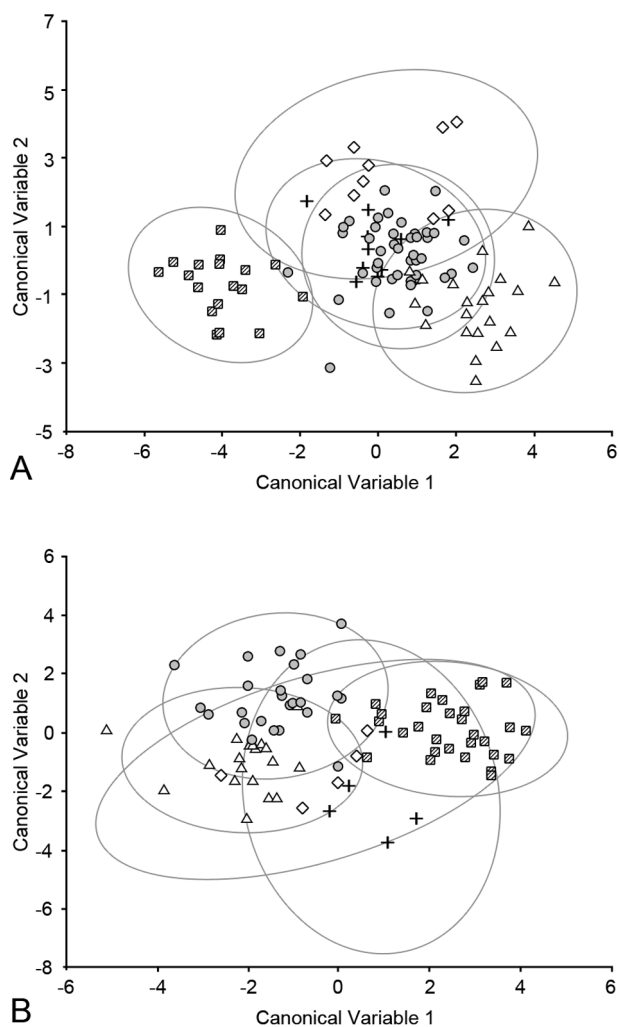 7
5
3
1
-1
-3
-5
-8 -6 -4 -2 0 2 4 6
Canonical Variable 2
Canonical Variable 1
A
6
4
2
0
-2
-4
-6
-8
-6 -4 -2 0 2 4 6
Canonical Variable 2
Canonical Variable 1
B